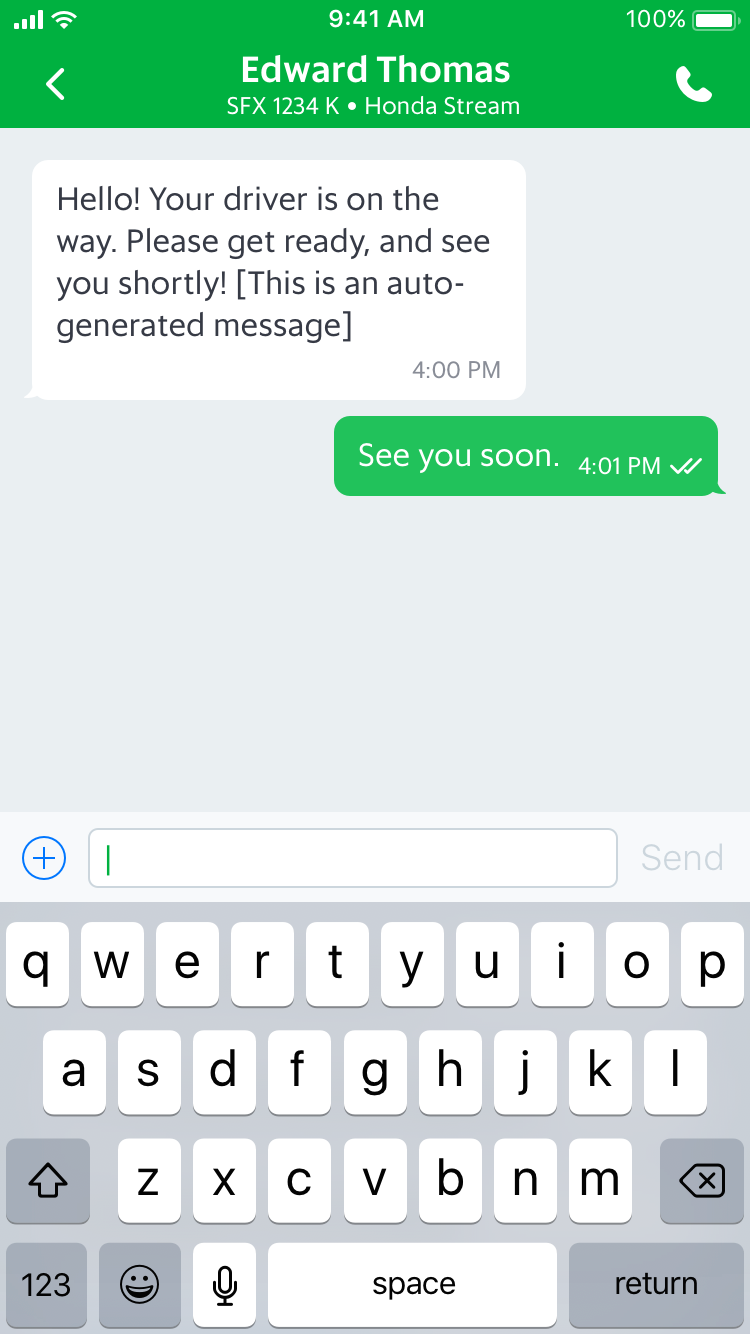 9:41 AM
100%
Edward Thomas
SFX 1234 K • Honda Stream
Hello! Your driver is on the
way. Please get ready, and see
you shortly! [This is an auto-
generated message]
4:00 PM
See you soon. 4:01 PM
Send
q w e r t y u i o p
a s d f g h j k l
z x c v b n m
123 space return